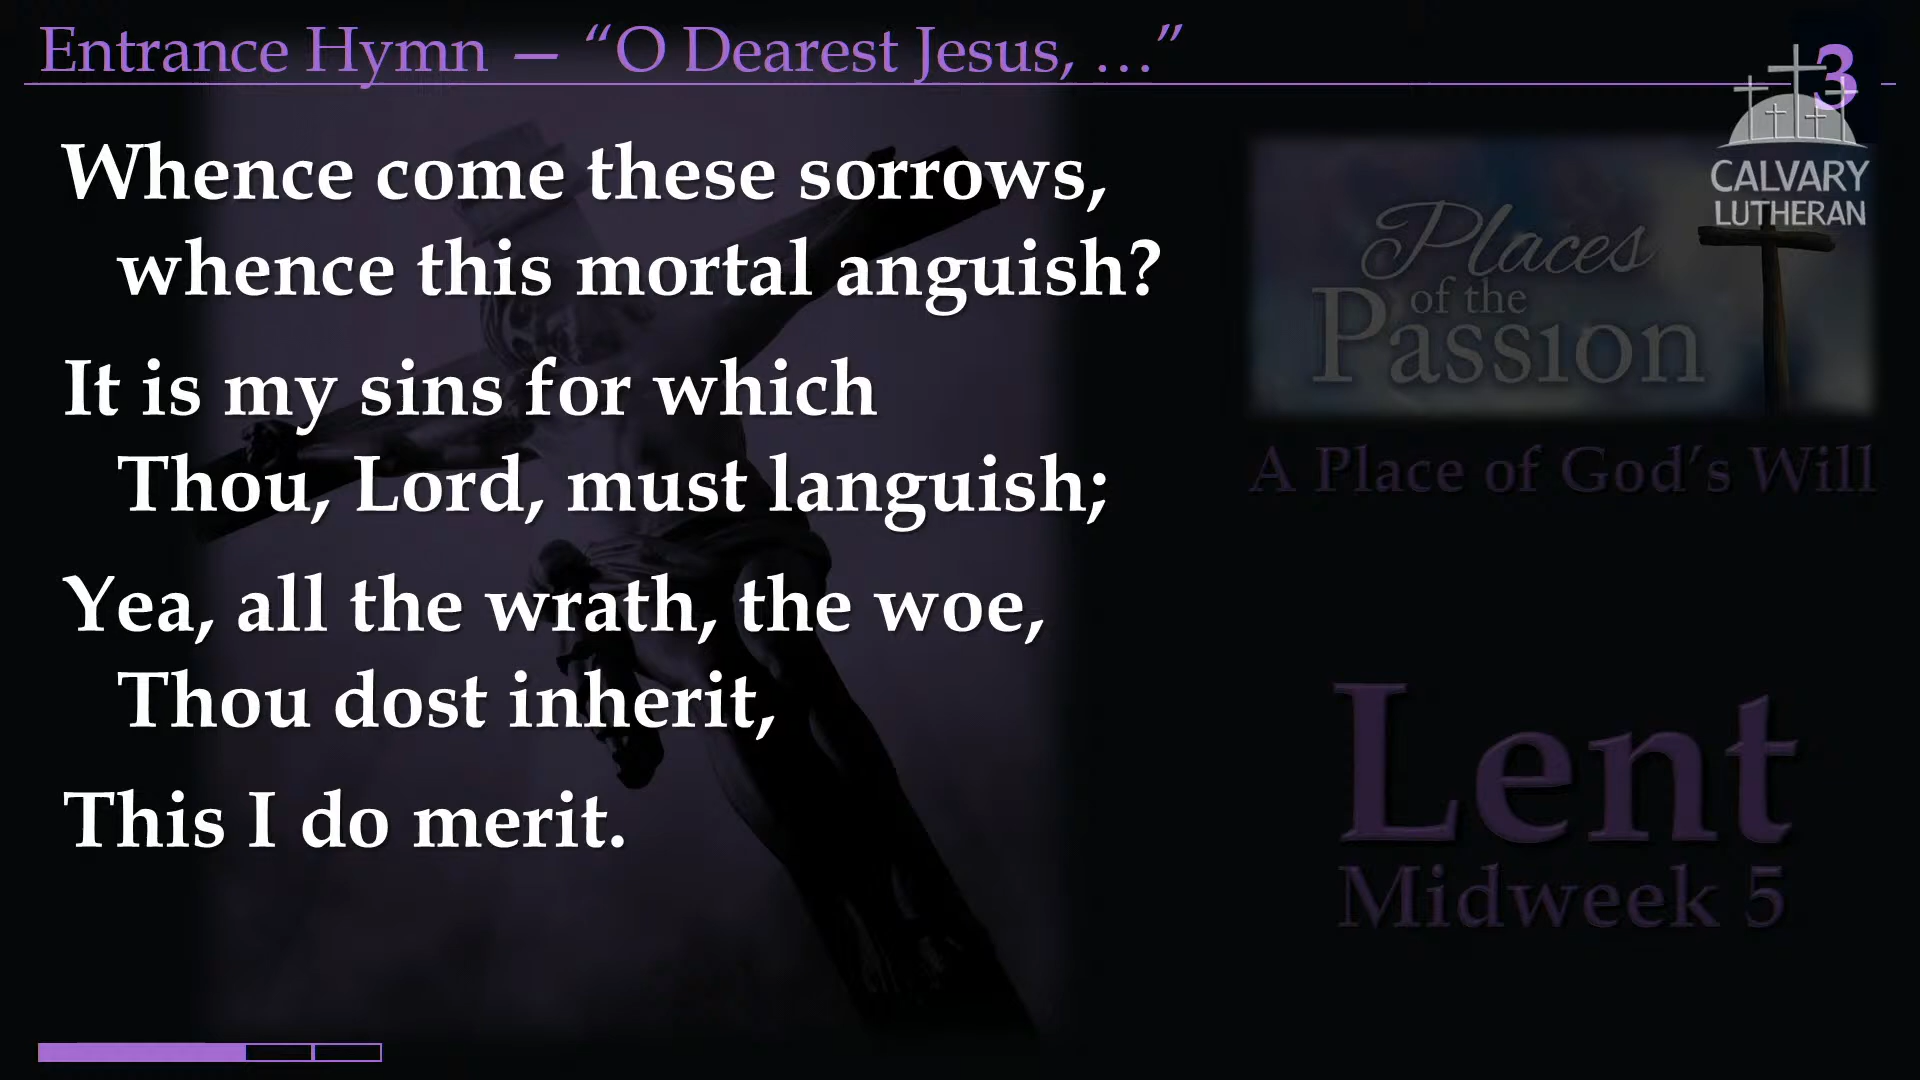 Entrance Hymn — “O Dearest Jesus, …”
3
CALVARY
LUTHERAN
Whence come these sorrows,
whence this mortal anguish?
It is my sins for which
Thou, Lord, must languish;
Yea, all the wrath, the woe,
Thou dost inherit,
This I do merit.
Places
of the
Passion
A Place of God’s Will
Lent
Midweek 5